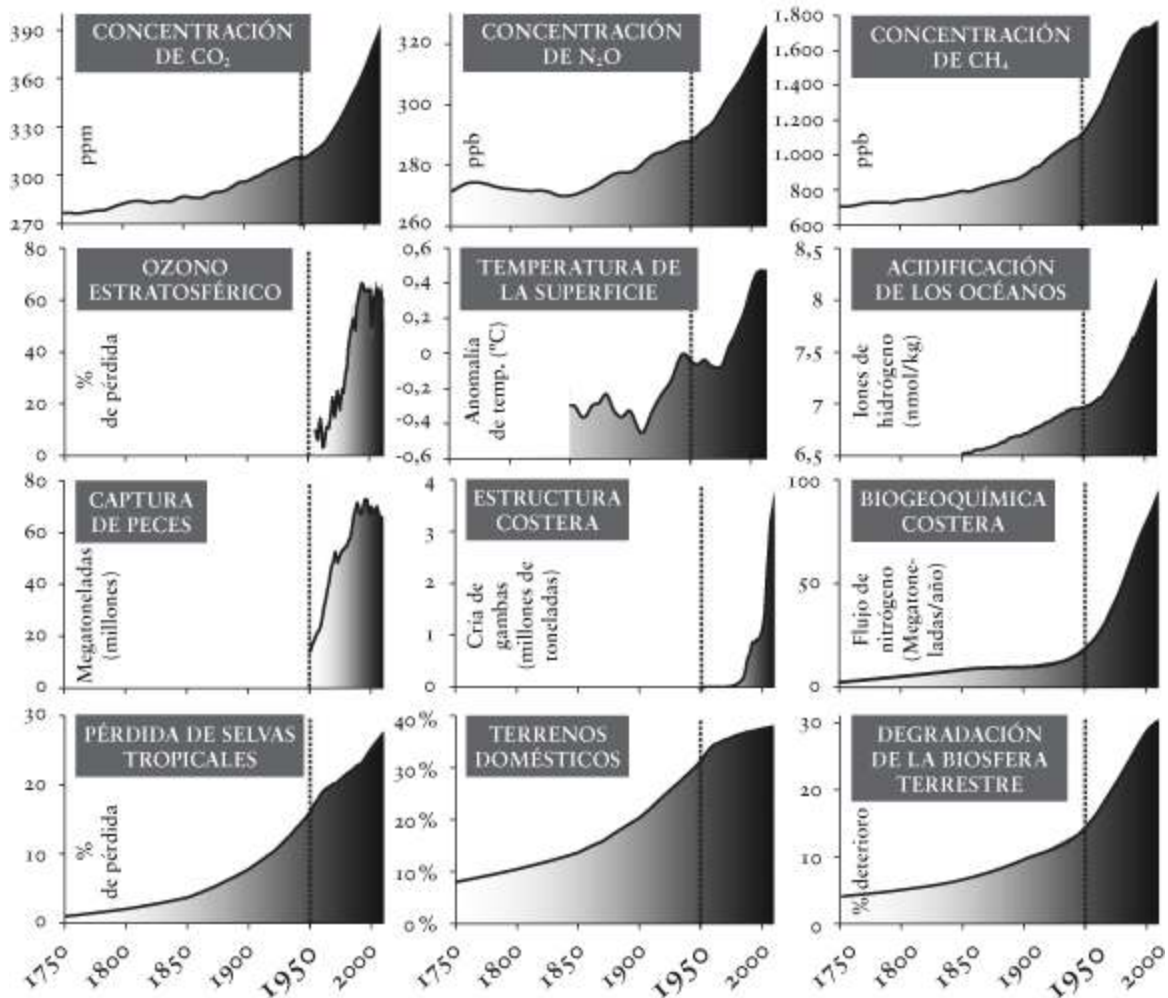 CONCENTRACIÓN
DE CO₂
390
360
330
300
270
ppm
CONCENTRACIÓN
DE N₂O
320
300
280
260
ppb
CONCENTRACIÓN
DE CH₄
1.800
1.600
1.400
1.200
1.000
800
600
ppb
OZONO
ESTRATOSFÉRICO
80
60
40
20
0
%
de pérdida
TEMPERATURA DE
LA SUPERFICIE
0,6
0,4
0,2
0
-0,2
-0,4
-0,6
Anomalía
de temp. (ºC)
ACIDIFICACIÓN
DE LOS OCÉANOS
8,5
8
7,5
7
6,5
Iones de
hidrógeno
(nmol/kg)
CAPTURA
DE PECES
80
60
40
20
0
Megatoneladas
(millones)
ESTRUCTURA
COSTERA
4
3
2
1
0
Cría de
gambas
(millones de
toneladas)
BIOGEOQUÍMICA
COSTERA
100
50
0
Flujo de
nitrógeno
(Megatone-
ladas/año)
PÉRDIDA DE SELVAS
TROPICALES
30
20
10
0
%
de pérdida
TERRENOS
DOMÉSTICOS
40%
30%
20%
10%
0%
DEGRADACIÓN
DE LA BIOSFERA
TERRESTRE
30
20
10
0
% deterioro
1750
1800
1850
1900
1950
2000
1750
1800
1850
1900
1950
2000
1750
1800
1850
1900
1950
2000